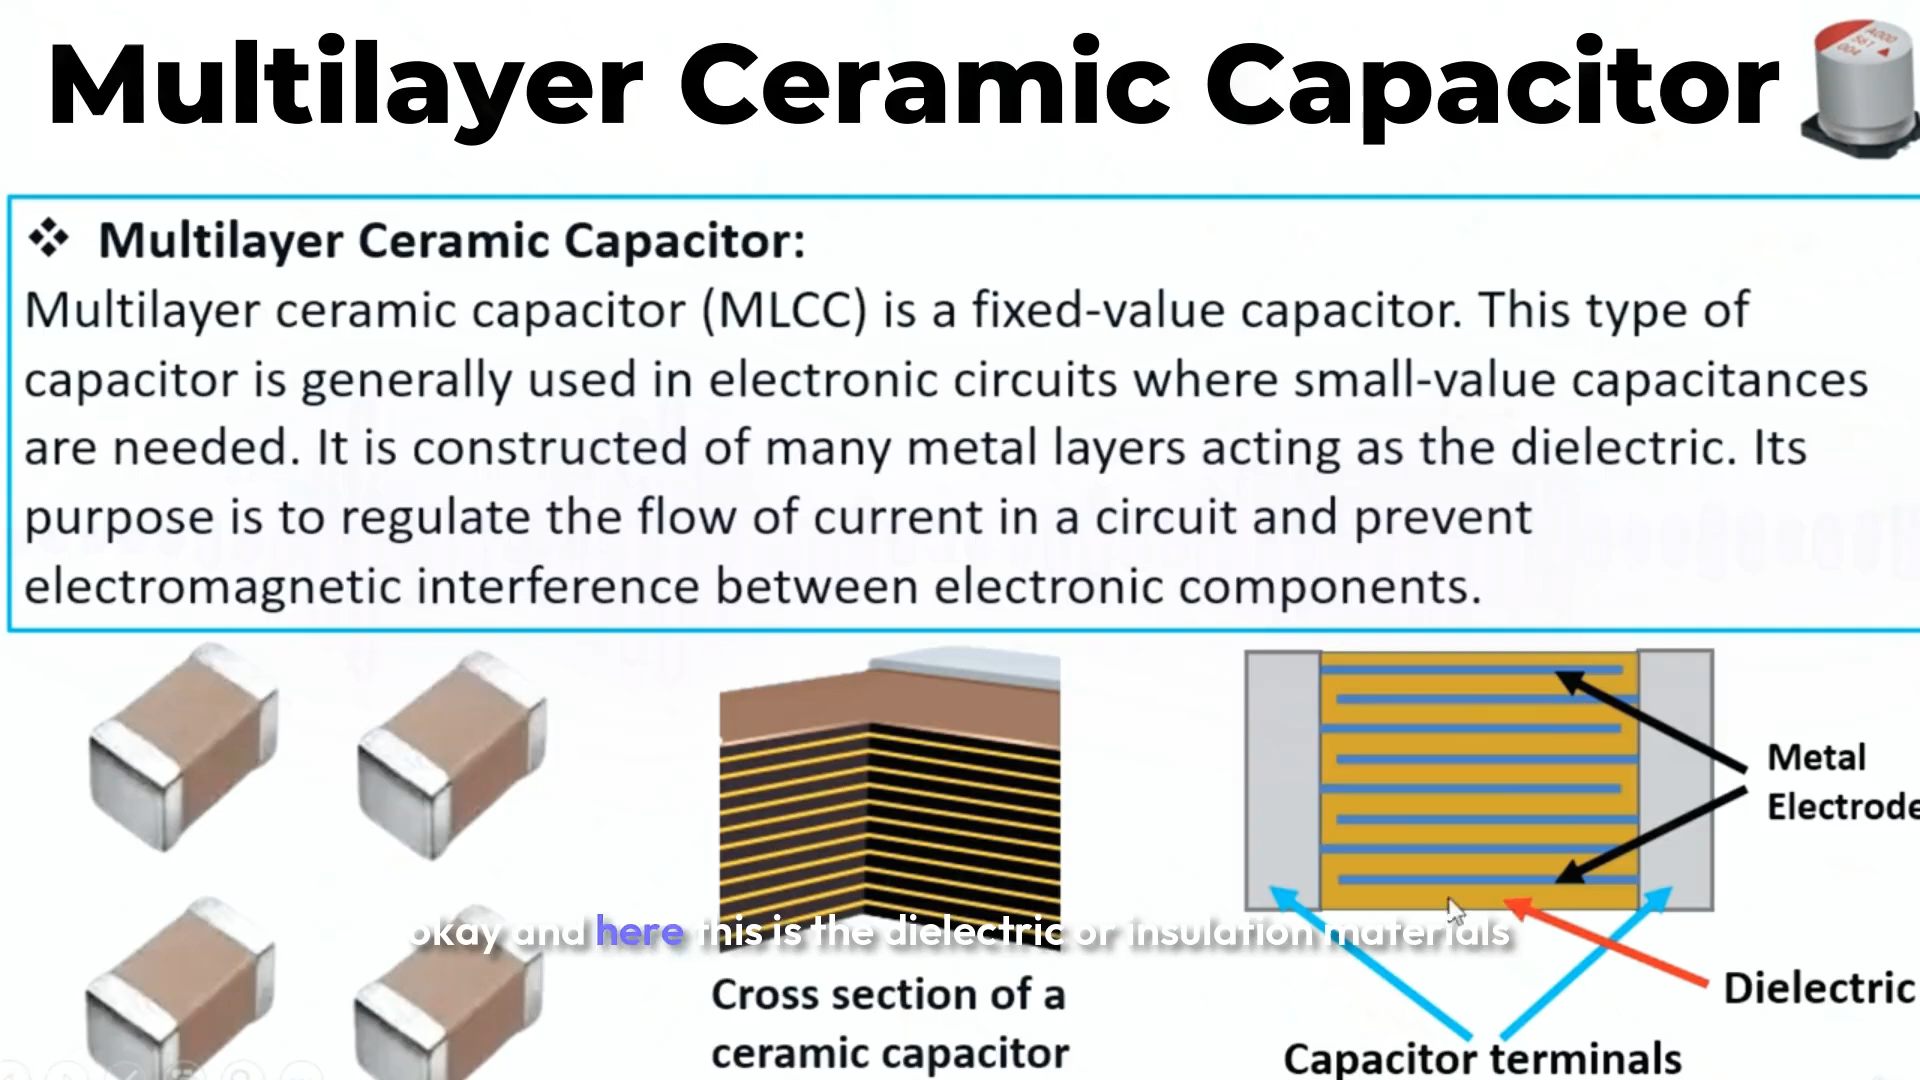 Multilayer Ceramic Capacitor
Multilayer Ceramic Capacitor:
Multilayer ceramic capacitor (MLCC) is a fixed-value capacitor. This type of
capacitor is generally used in electronic circuits where small-value capacitances
are needed. It is constructed of many metal layers acting as the dielectric. Its
purpose is to regulate the flow of current in a circuit and prevent
electromagnetic interference between electronic components.
Metal
Electrode
okay and here this is the dielectric or insulation materials
Dielectric
Cross section of a
ceramic capacitor
Capacitor terminals